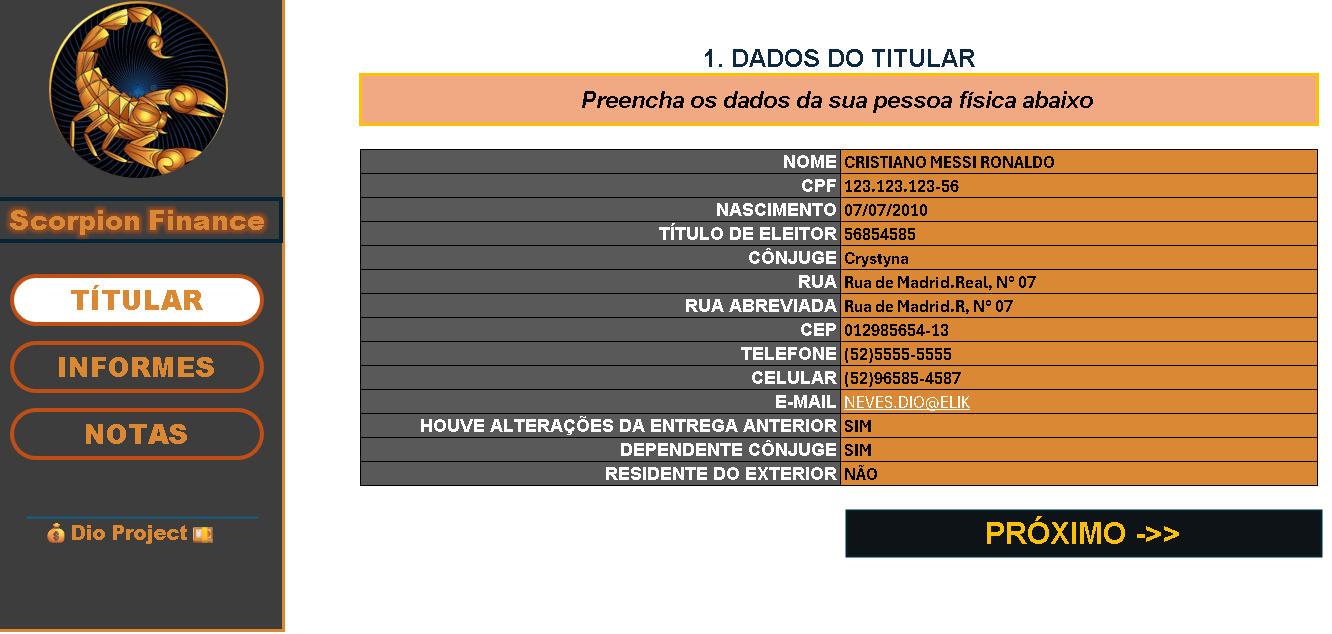 Scorpion Finance
TÍTULAR
INFORMES
NOTAS
Dio Project
1. DADOS DO TITULAR
Preencha os dados da sua pessoa física abaixo
NOME CRISTIANO MESSI RONALDO
CPF 123.123.123-56
NASCIMENTO 07/07/2010
TÍTULO DE ELEITOR 56854585
CÔNJUGE Crystyna
RUA Rua de Madrid.Real, N° 07
RUA ABREVIADA Rua de Madrid.R, N° 07
CEP 012985654-13
TELEFONE (52)5555-5555
CELULAR (52)96585-4587
E-MAIL NEVES.DIO@ELIK
HOUVE ALTERAÇÕES DA ENTREGA ANTERIOR SIM
DEPENDENTE CÔNJUGE SIM
RESIDENTE DO EXTERIOR NÃO
PRÓXIMO ->>